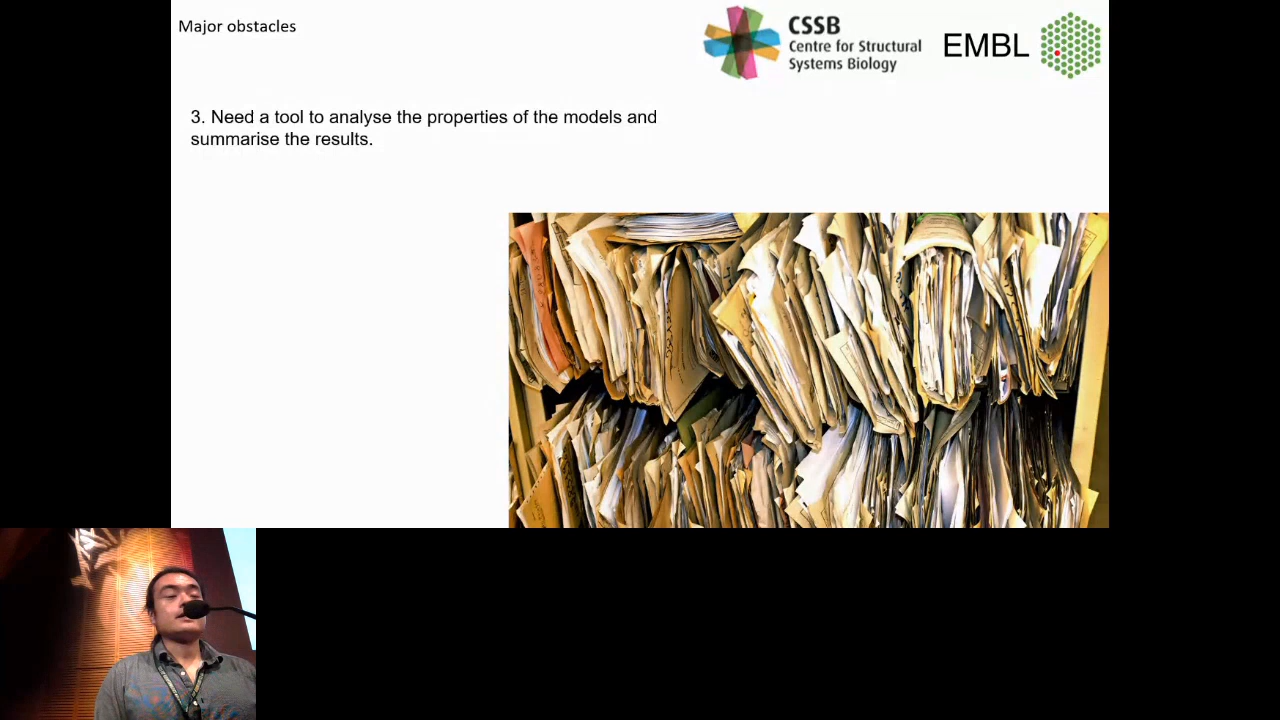 Major obstacles
CSSB
Centre for Structural
Systems Biology
EMBL
3. Need a tool to analyse the properties of the models and
summarise the results.